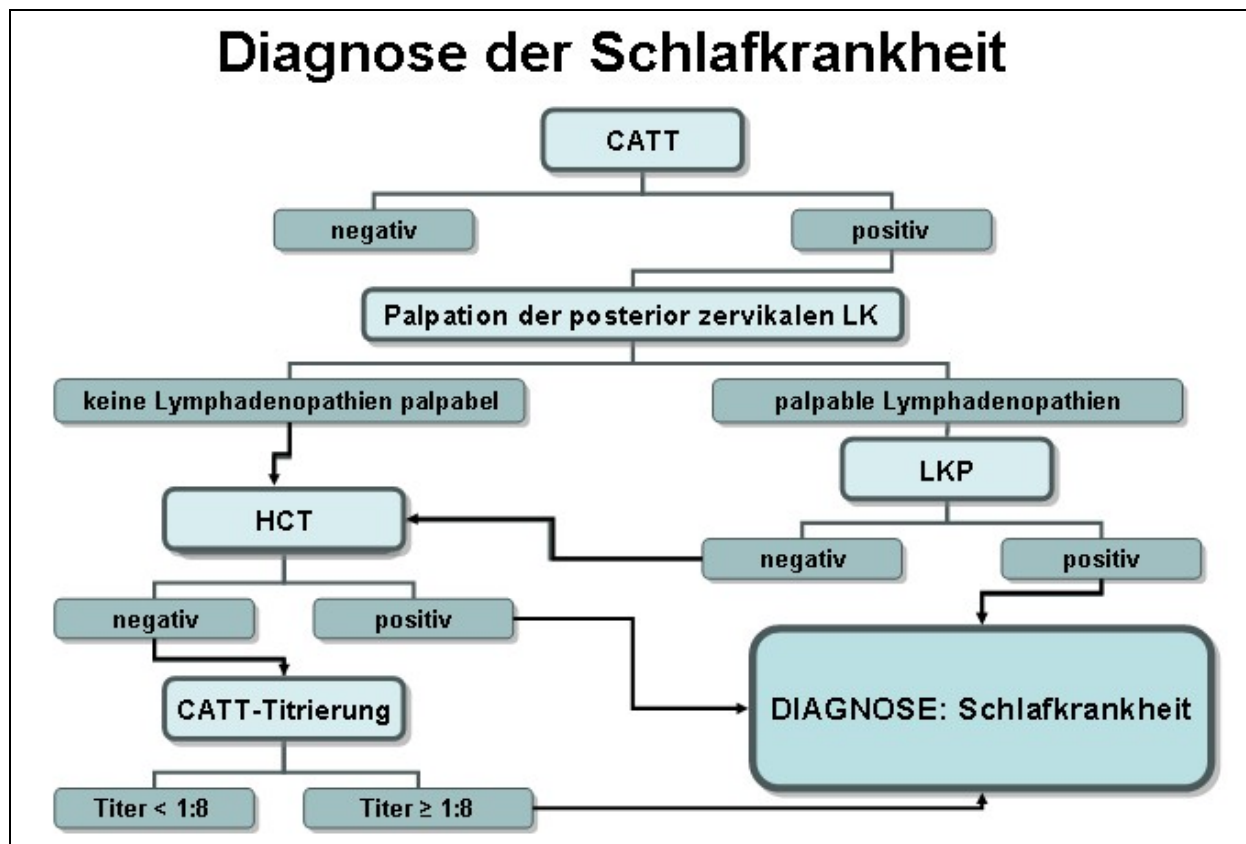 Diagnose der Schlafkrankheit
CATT
negativ
positiv
Palpation der posterior zervikalen LK
keine Lymphadenopathien palpabel
palpable Lymphadenopathien
LKP
HCT
negativ
positiv
negativ
positiv
CATT-Titrierung
DIAGNOSE: Schlafkrankheit
Titer < 1:8
Titer ≥ 1:8